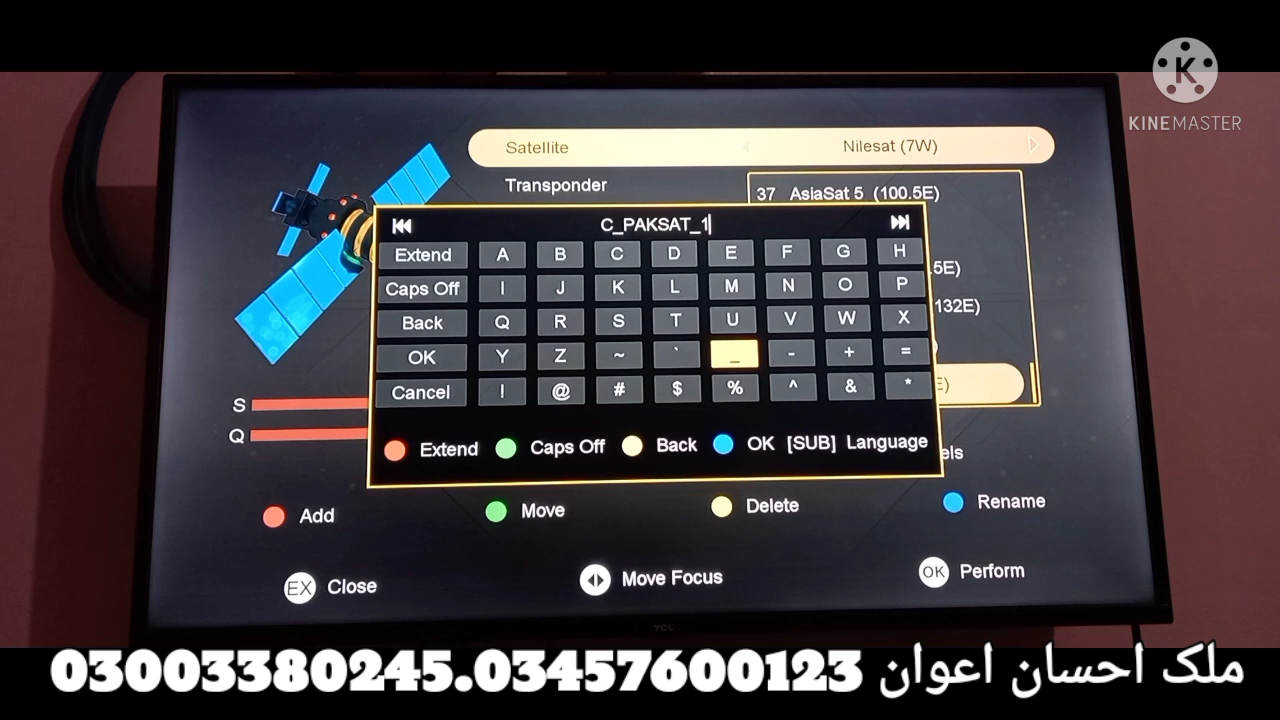 KINEMASTER
Satellite
Nilesat (7W)
Transponder
37 AsiaSat 5 (100.5E)
C_PAKSAT_1
Extend A B C D E F G H
.5E)
Caps Off I J K L M N O P
132E)
Back Q R S T U V W X
OK Y Z ~ ` _ - + =
)
Cancel ! @ # $ % ^ & *
E)
S
Q
Extend Caps Off Back OK [SUB] Language
els
Add Move Delete Rename
EX Close Move Focus OK Perform
TCL
03003380245.03457600123 ملک احسان اعوان